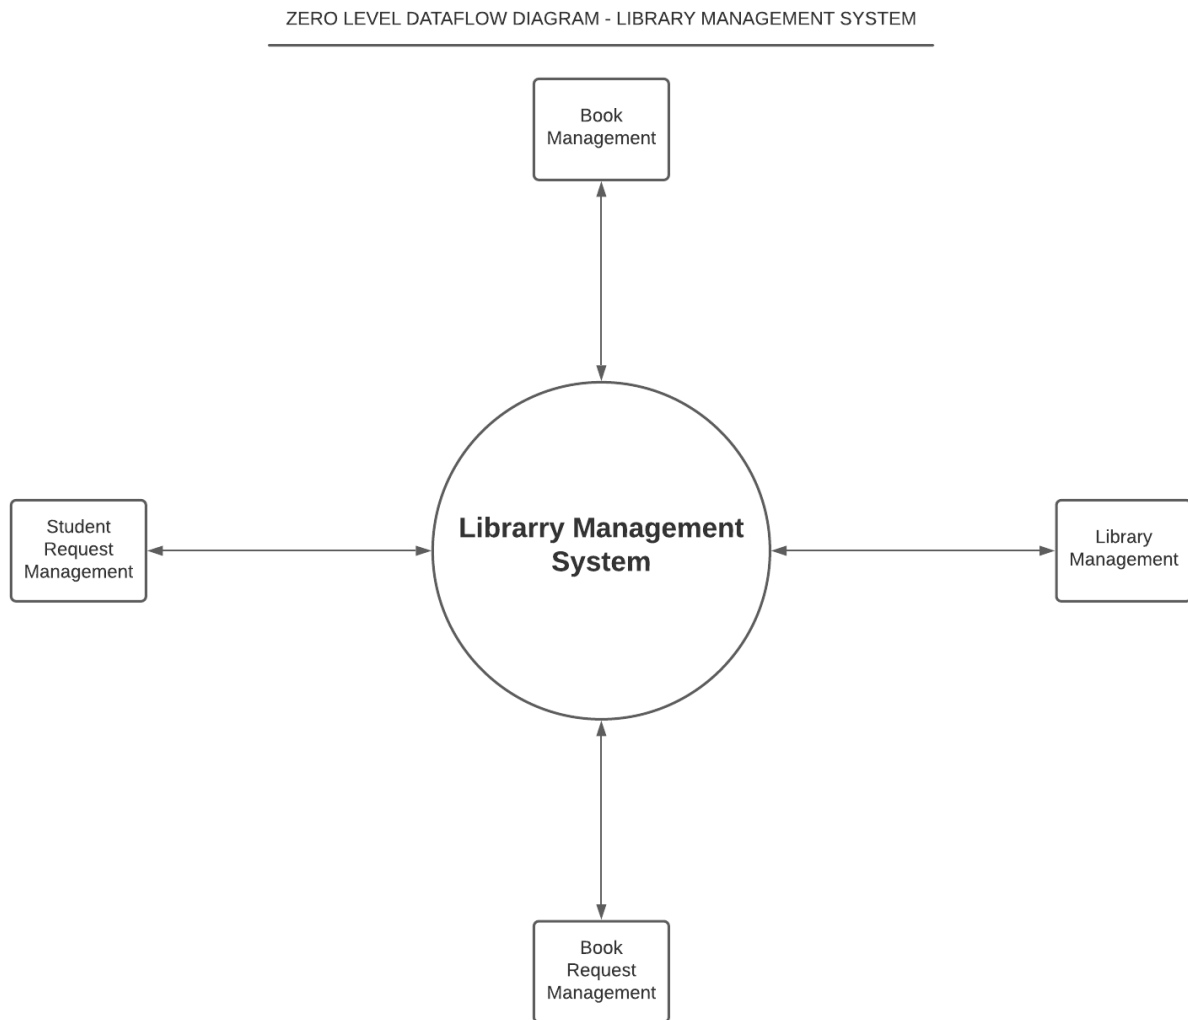 ZERO LEVEL DATAFLOW DIAGRAM - LIBRARY MANAGEMENT SYSTEM
Book
Management
Student
Request
Management
Librarry Management
System
Library
Management
Book
Request
Management